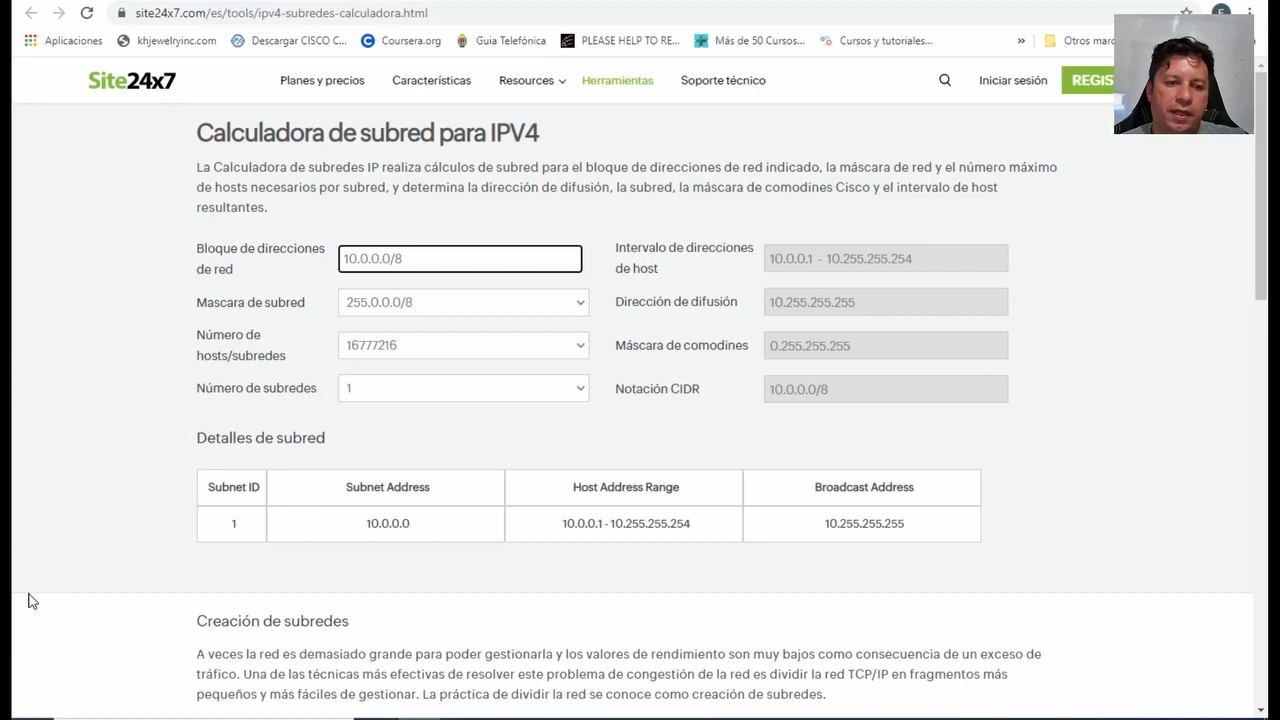 site24x7.com/es/tools/ipv4-subredes-calculadora.html
Aplicaciones khjewelryinc.com Descargar CISCO C... Coursera.org Guia Telefónica PLEASE HELP TO RE... Más de 50 Cursos... Cursos y tutoriales... » Otros marc
Site24x7 Planes y precios Características Resources Herramientas Soporte técnico Iniciar sesión REGIS
Calculadora de subred para IPV4
La Calculadora de subredes IP realiza cálculos de subred para el bloque de direcciones de red indicado, la máscara de red y el número máximo
de hosts necesarios por subred, y determina la dirección de difusión, la subred, la máscara de comodines Cisco y el intervalo de host
resultantes.
Bloque de direcciones
de red
10.0.0.0/8
Intervalo de direcciones
de host
10.0.0.1 - 10.255.255.254
Mascara de subred 255.0.0.0/8 Dirección de difusión 10.255.255.255
Número de
hosts/subredes
16777216
Máscara de comodines 0.255.255.255
Número de subredes 1 Notación CIDR 10.0.0.0/8
Detalles de subred
Subnet ID Subnet Address Host Address Range Broadcast Address
1 10.0.0.0 10.0.0.1 - 10.255.255.254 10.255.255.255
Creación de subredes
A veces la red es demasiado grande para poder gestionarla y los valores de rendimiento son muy bajos como consecuencia de un exceso de
tráfico. Una de las técnicas más efectivas de resolver este problema de congestión de la red es dividir la red TCP/IP en fragmentos más
pequeños y más fáciles de gestionar. La práctica de dividir la red se conoce como creación de subredes.